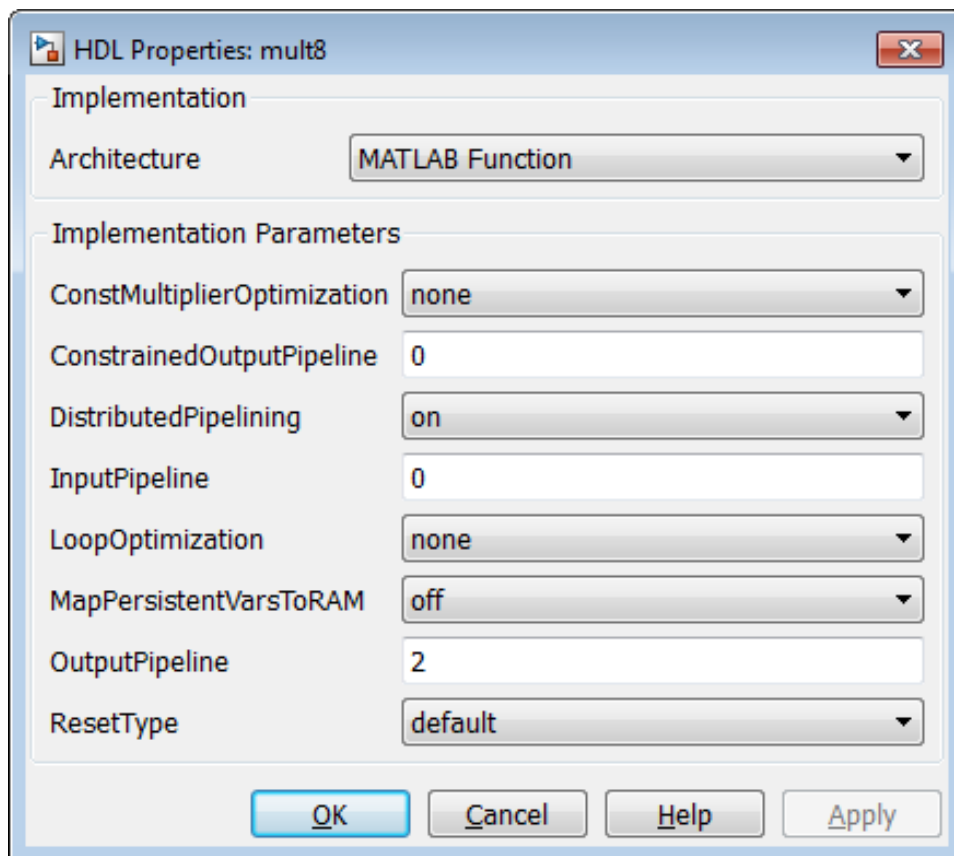 HDL Properties: mult8
Implementation
Architecture MATLAB Function
Implementation Parameters
ConstMultiplierOptimization none
ConstrainedOutputPipeline 0
DistributedPipelining on
InputPipeline 0
LoopOptimization none
MapPersistentVarsToRAM off
OutputPipeline 2
ResetType default
OK Cancel Help Apply